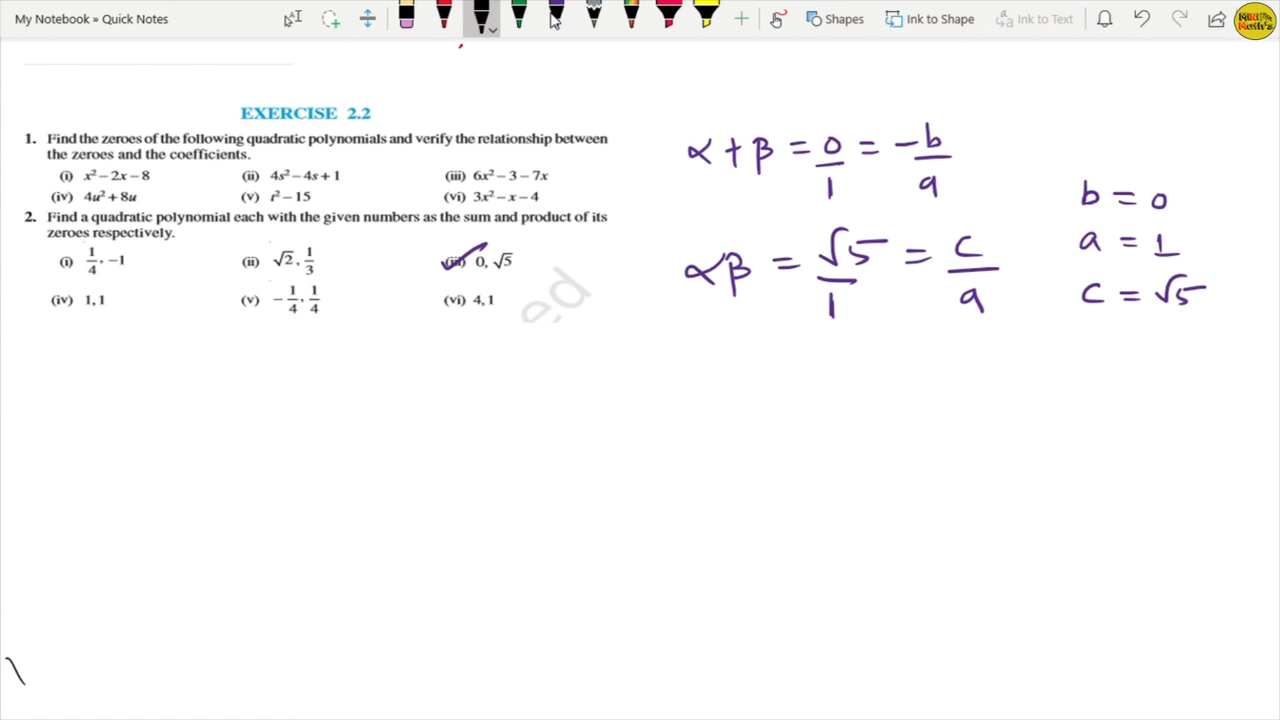 My Notebook » Quick Notes
Shapes
Ink to Shape
Ink to Text
EXERCISE 2.2
1. Find the zeroes of the following quadratic polynomials and verify the relationship between
the zeroes and the coefficients.
(i) x² – 2x – 8 (ii) 4s² – 4s + 1 (iii) 6x² – 3 – 7x
(iv) 4u² + 8u (v) t² – 15 (vi) 3x² – x – 4
2. Find a quadratic polynomial each with the given numbers as the sum and product of its
zeroes respectively.
(i) 1/4, –1 (ii) √2, 1/3 (iii) 0, √5
(iv) 1, 1 (v) –1/4, 1/4 (vi) 4, 1
ed
α + β = 0/1 = -b/a
αβ = √5/1 = c/a
b = 0
a = 1
c = √5